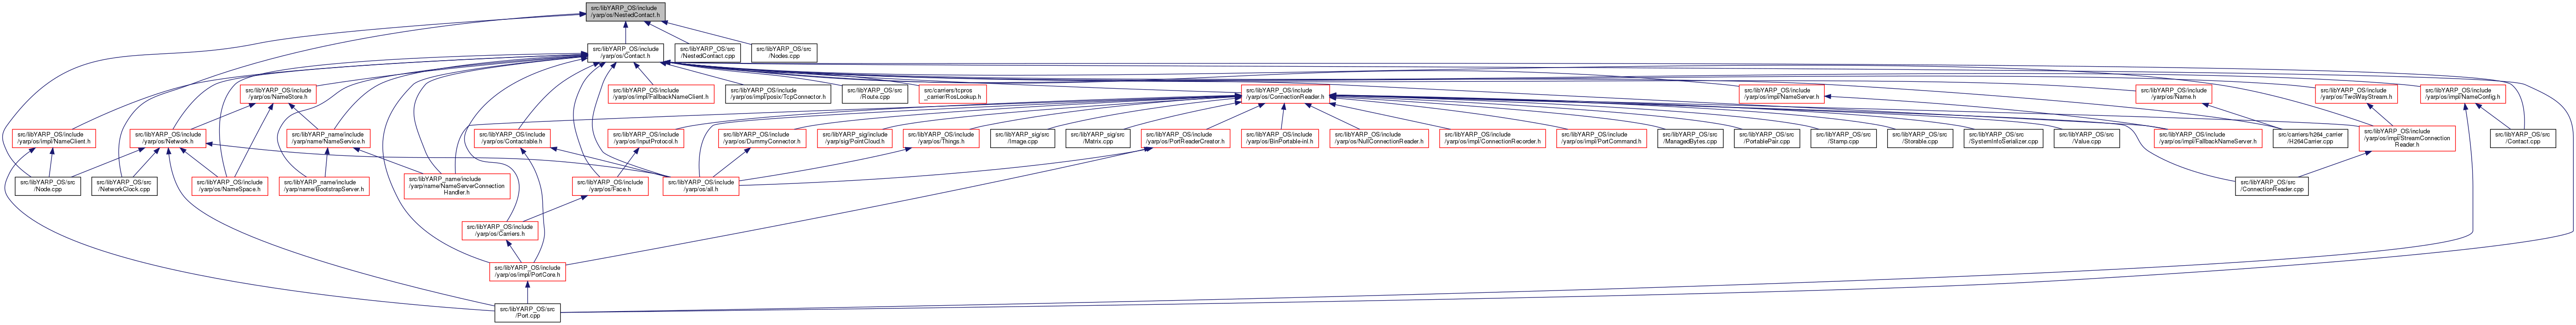 src/libYARP_OS/include
/yarp/os/NestedContact.h
src/libYARP_OS/include
/yarp/os/Contact.h
src/libYARP_OS/src
/NestedContact.cpp
src/libYARP_OS/src
/Nodes.cpp
src/libYARP_OS/include
/yarp/os/NameStore.h
src/libYARP_OS/include
/yarp/os/impl/FallbackNameClient.h
src/libYARP_OS/include
/yarp/os/impl/posix/TcpConnector.h
src/libYARP_OS/src
/Route.cpp
src/carriers/tcpros
_carrier/RosLookup.h
src/libYARP_OS/include
/yarp/os/ConnectionReader.h
src/libYARP_OS/include
/yarp/os/impl/NameServer.h
src/libYARP_OS/include
/yarp/os/Name.h
src/libYARP_OS/include
/yarp/os/TwoWayStream.h
src/libYARP_OS/include
/yarp/os/impl/NameConfig.h
src/libYARP_OS/include
/yarp/os/impl/NameClient.h
src/libYARP_OS/include
/yarp/os/Network.h
src/libYARP_name/include
/yarp/name/NameService.h
src/libYARP_OS/include
/yarp/os/Contactable.h
src/libYARP_OS/include
/yarp/os/InputProtocol.h
src/libYARP_OS/include
/yarp/os/DummyConnector.h
src/libYARP_sig/include
/yarp/sig/PointCloud.h
src/libYARP_OS/include
/yarp/os/Things.h
src/libYARP_sig/src
/Image.cpp
src/libYARP_sig/src
/Matrix.cpp
src/libYARP_OS/include
/yarp/os/PortReaderCreator.h
src/libYARP_OS/include
/yarp/os/BinPortable-inl.h
src/libYARP_OS/include
/yarp/os/NullConnectionReader.h
src/libYARP_OS/include
/yarp/os/impl/ConnectionRecorder.h
src/libYARP_OS/include
/yarp/os/impl/PortCommand.h
src/libYARP_OS/src
/ManagedBytes.cpp
src/libYARP_OS/src
/PortablePair.cpp
src/libYARP_OS/src
/Stamp.cpp
src/libYARP_OS/src
/Storable.cpp
src/libYARP_OS/src
/SystemInfoSerializer.cpp
src/libYARP_OS/src
/Value.cpp
src/libYARP_OS/include
/yarp/os/impl/FallbackNameServer.h
src/carriers/h264_carrier
/H264Carrier.cpp
src/libYARP_OS/include
/yarp/os/impl/StreamConnection
Reader.h
src/libYARP_OS/src
/Contact.cpp
src/libYARP_OS/src
/Node.cpp
src/libYARP_OS/src
/NetworkClock.cpp
src/libYARP_OS/include
/yarp/os/NameSpace.h
src/libYARP_name/include
/yarp/name/BootstrapServer.h
src/libYARP_name/include
/yarp/name/NameServerConnection
Handler.h
src/libYARP_OS/include
/yarp/os/Face.h
src/libYARP_OS/include
/yarp/os/all.h
src/libYARP_OS/src
/ConnectionReader.cpp
src/libYARP_OS/include
/yarp/os/Carriers.h
src/libYARP_OS/include
/yarp/os/impl/PortCore.h
src/libYARP_OS/src
/Port.cpp